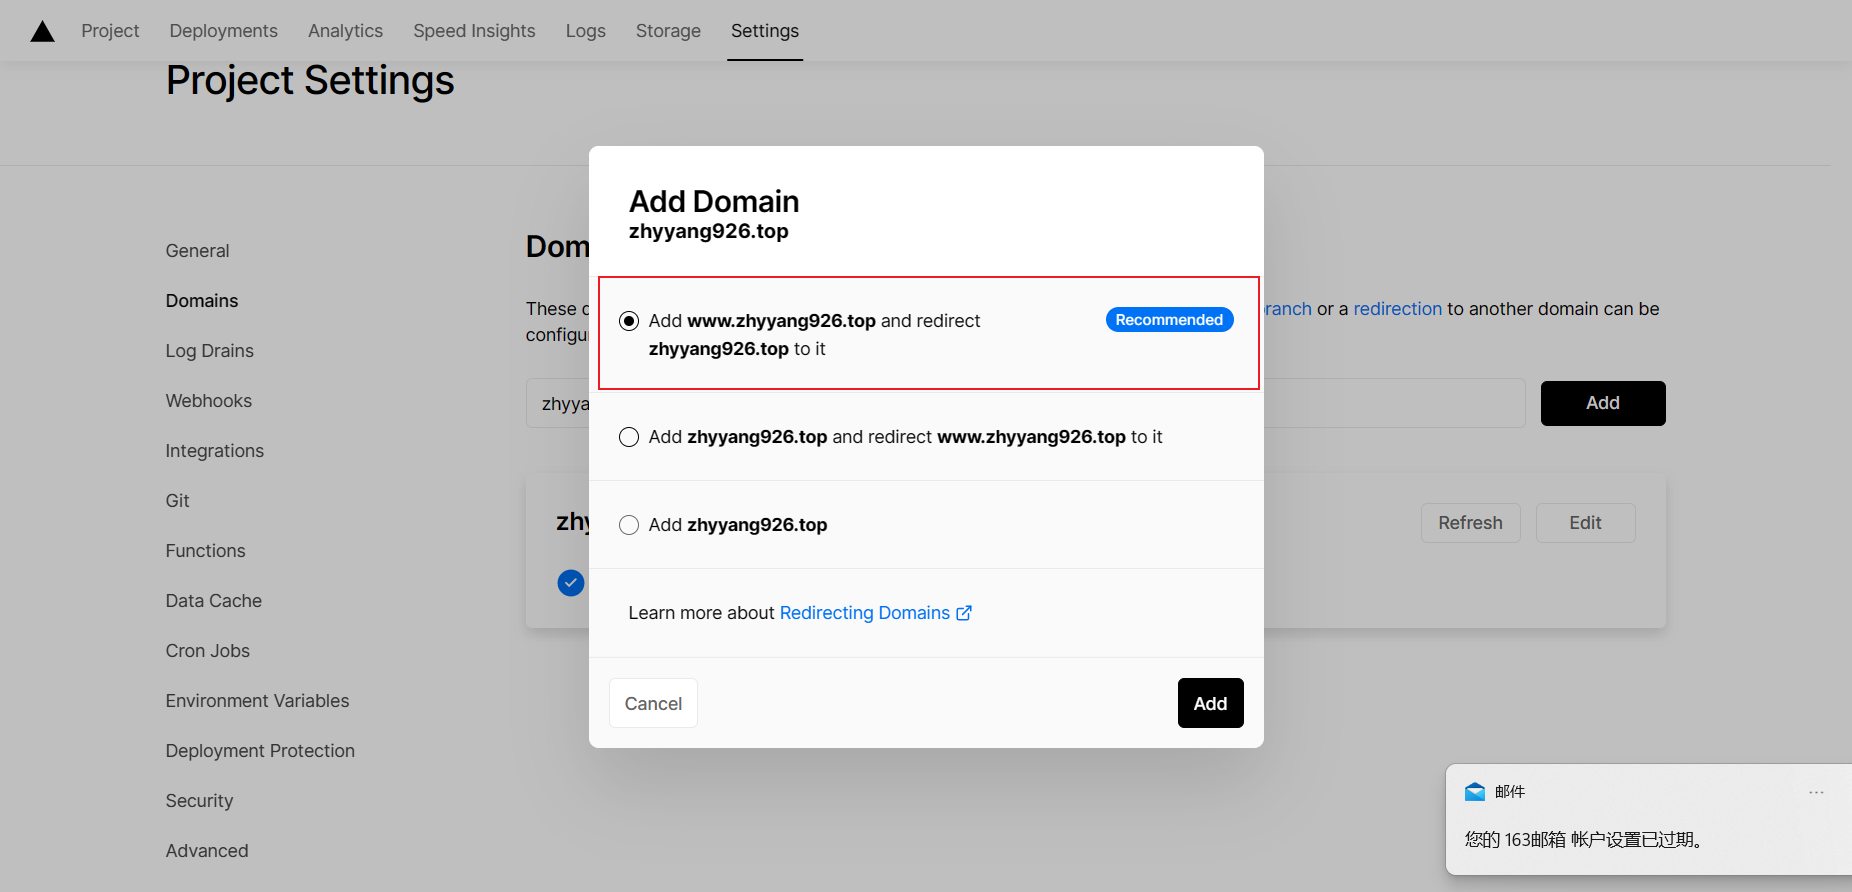 Project Deployments Analytics Speed Insights Logs Storage Settings
Project Settings
General
Domains
Log Drains
Webhooks
Integrations
Git
Functions
Data Cache
Cron Jobs
Environment Variables
Deployment Protection
Security
Advanced
Dom
These
ranch or a redirection to another domain can be
configu
zhyya
Add
zhy
Refresh
Edit
Add Domain
zhyyang926.top
Add www.zhyyang926.top and redirect
zhyyang926.top to it
Recommended
Add zhyyang926.top and redirect www.zhyyang926.top to it
Add zhyyang926.top
Learn more about Redirecting Domains
Cancel
Add
邮件
您的 163邮箱 帐户设置已过期。